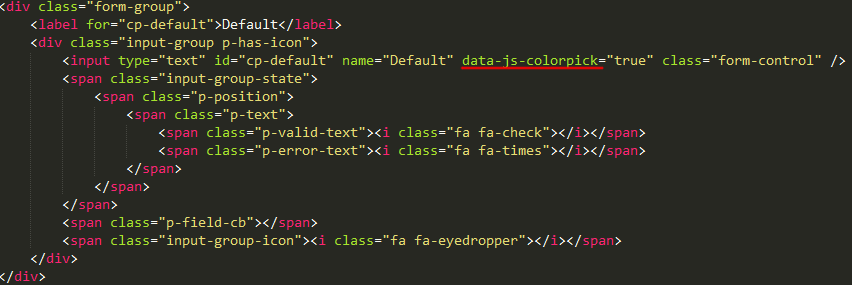 <div class="form-group">
    <label for="cp-default">Default</label>
    <div class="input-group p-has-icon">
        <input type="text" id="cp-default" name="Default" data-js-colorpick="true" class="form-control" />
        <span class="input-group-state">
            <span class="p-position">
                <span class="p-text">
                    <span class="p-valid-text"><i class="fa fa-check"></i></span>
                    <span class="p-error-text"><i class="fa fa-times"></i></span>
                </span>
            </span>
        </span>
        <span class="p-field-cb"></span>
        <span class="input-group-icon"><i class="fa fa-eyedropper"></i></span>
    </div>
</div>